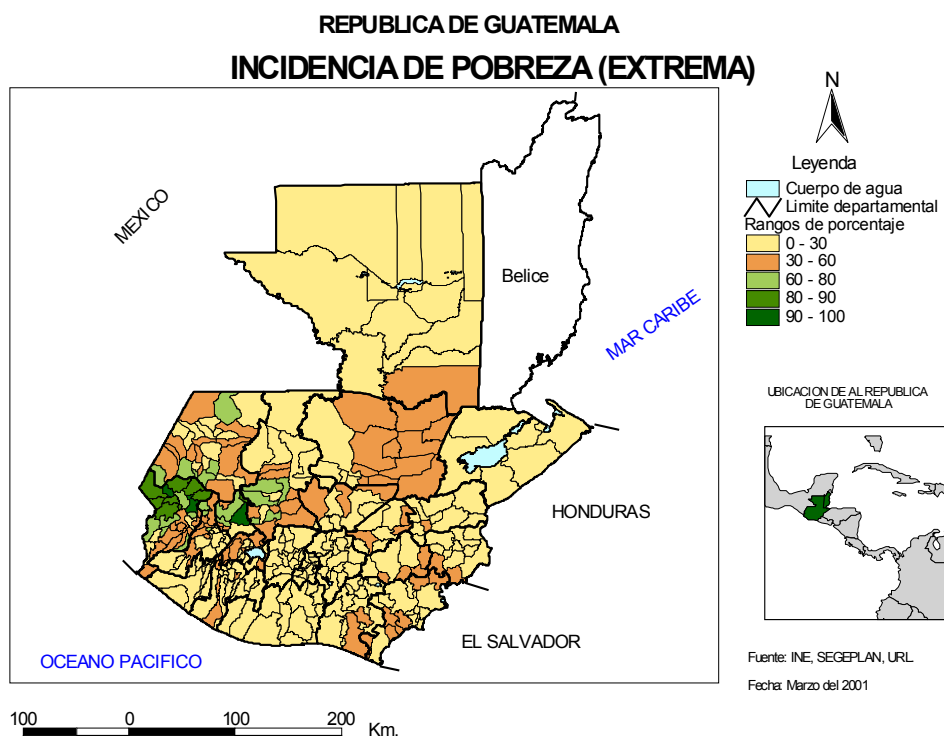 REPUBLICA DE GUATEMALA
INCIDENCIA DE POBREZA (EXTREMA)
N
Leyenda
Cuerpo de agua
Limite departamental
Rangos de porcentaje
0 - 30
30 - 60
60 - 80
80 - 90
90 - 100
MEXICO
Belice
MAR CARIBE
UBICACION DE AL REPUBLICA
DE GUATEMALA
HONDURAS
EL SALVADOR
OCEANO PACIFICO
Fuente: INE, SEGEPLAN, URL
Fecha: Marzo del 2001
100 0 100 200 Km.